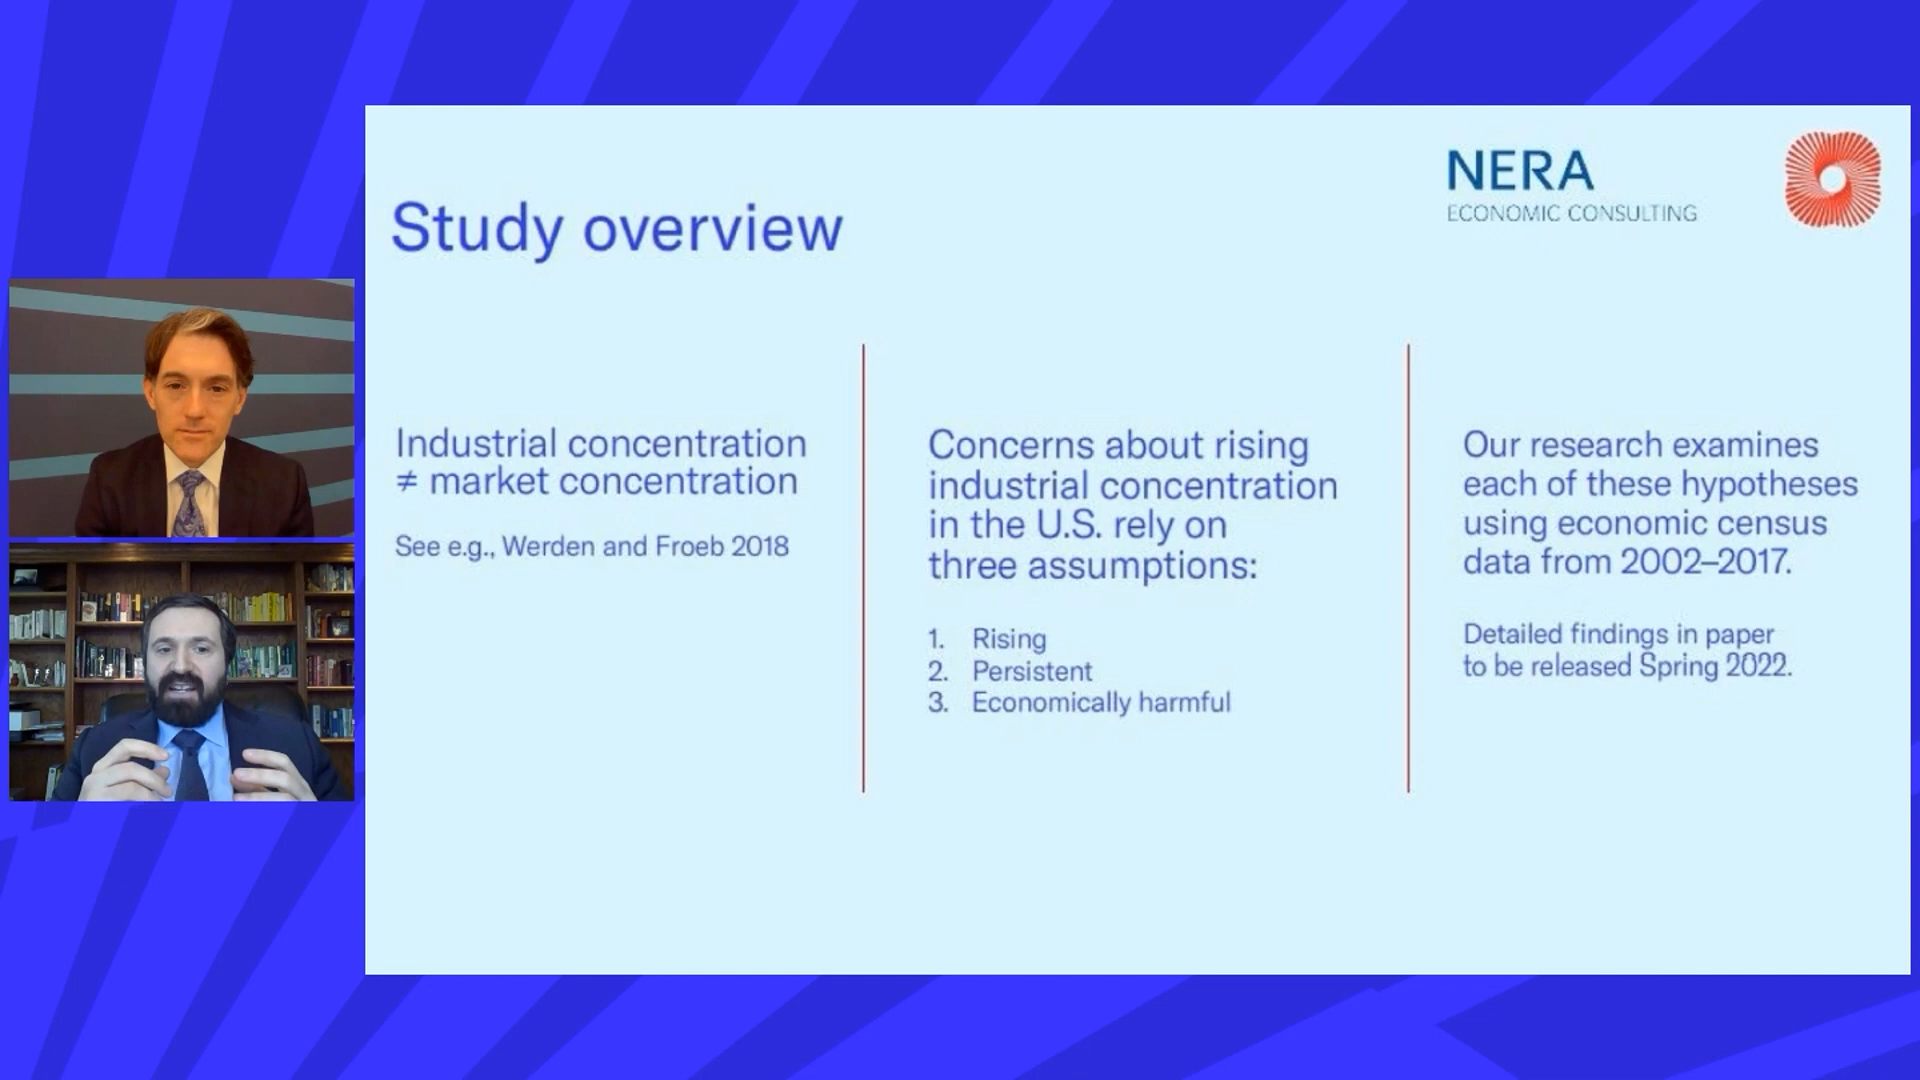 NERA
ECONOMIC CONSULTING
Study overview
Industrial concentration
≠ market concentration
See e.g., Werden and Froeb 2018
Concerns about rising
industrial concentration
in the U.S. rely on
three assumptions:
1. Rising
2. Persistent
3. Economically harmful
Our research examines
each of these hypotheses
using economic census
data from 2002–2017.
Detailed findings in paper
to be released Spring 2022.